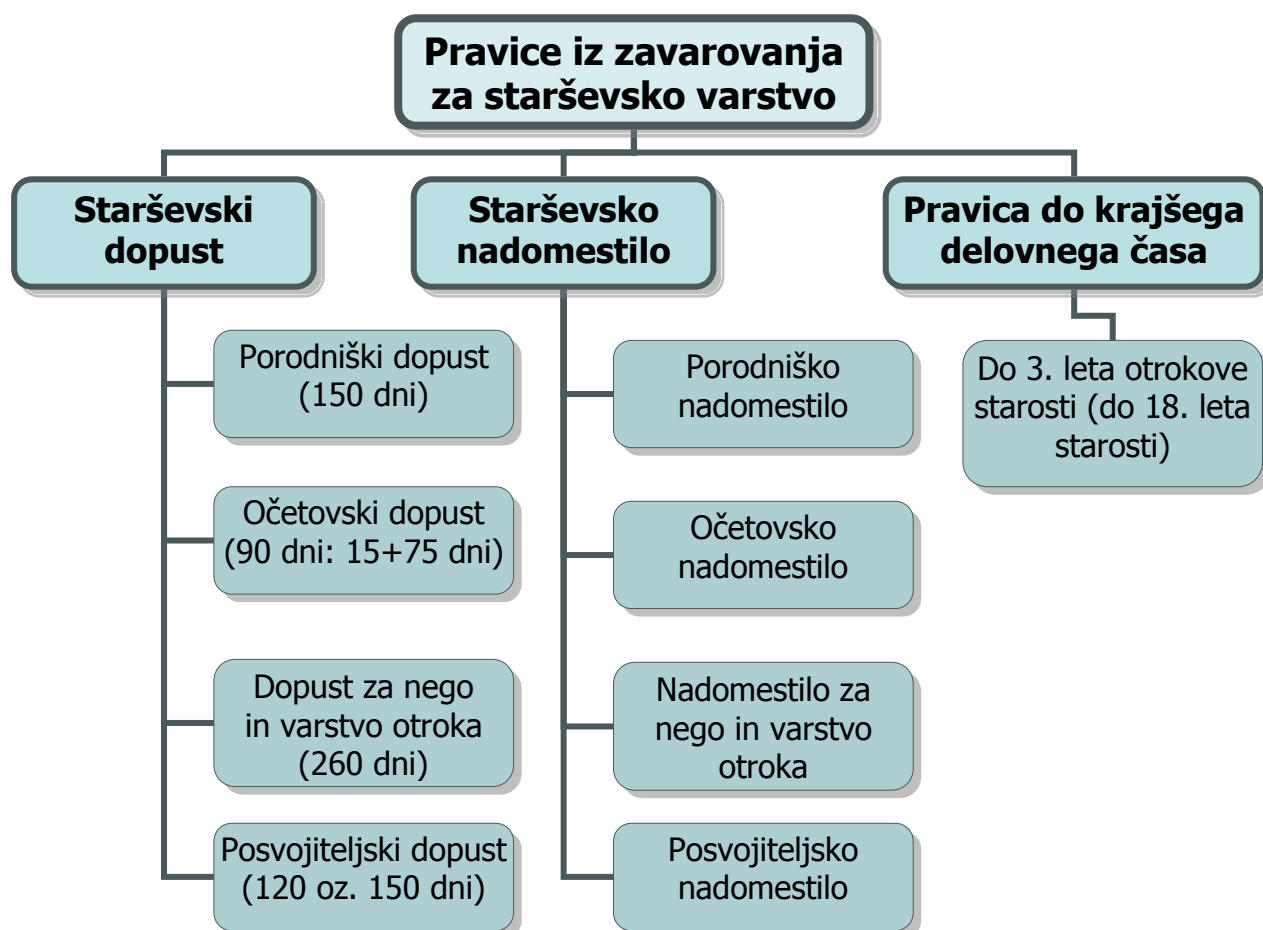 Pravice iz zavarovanja
za starševsko varstvo
Starševski
dopust
Starševsko
nadomestilo
Pravica do krajšega
delovnega časa
Porodniški dopust
(150 dni)
Očetovski dopust
(90 dni: 15+75 dni)
Dopust za nego
in varstvo otroka
(260 dni)
Posvojiteljski dopust
(120 oz. 150 dni)
Porodniško
nadomestilo
Očetovsko
nadomestilo
Nadomestilo za
nego in varstvo
otroka
Posvojiteljsko
nadomestilo
Do 3. leta otrokove
starosti (do 18. leta
starosti)